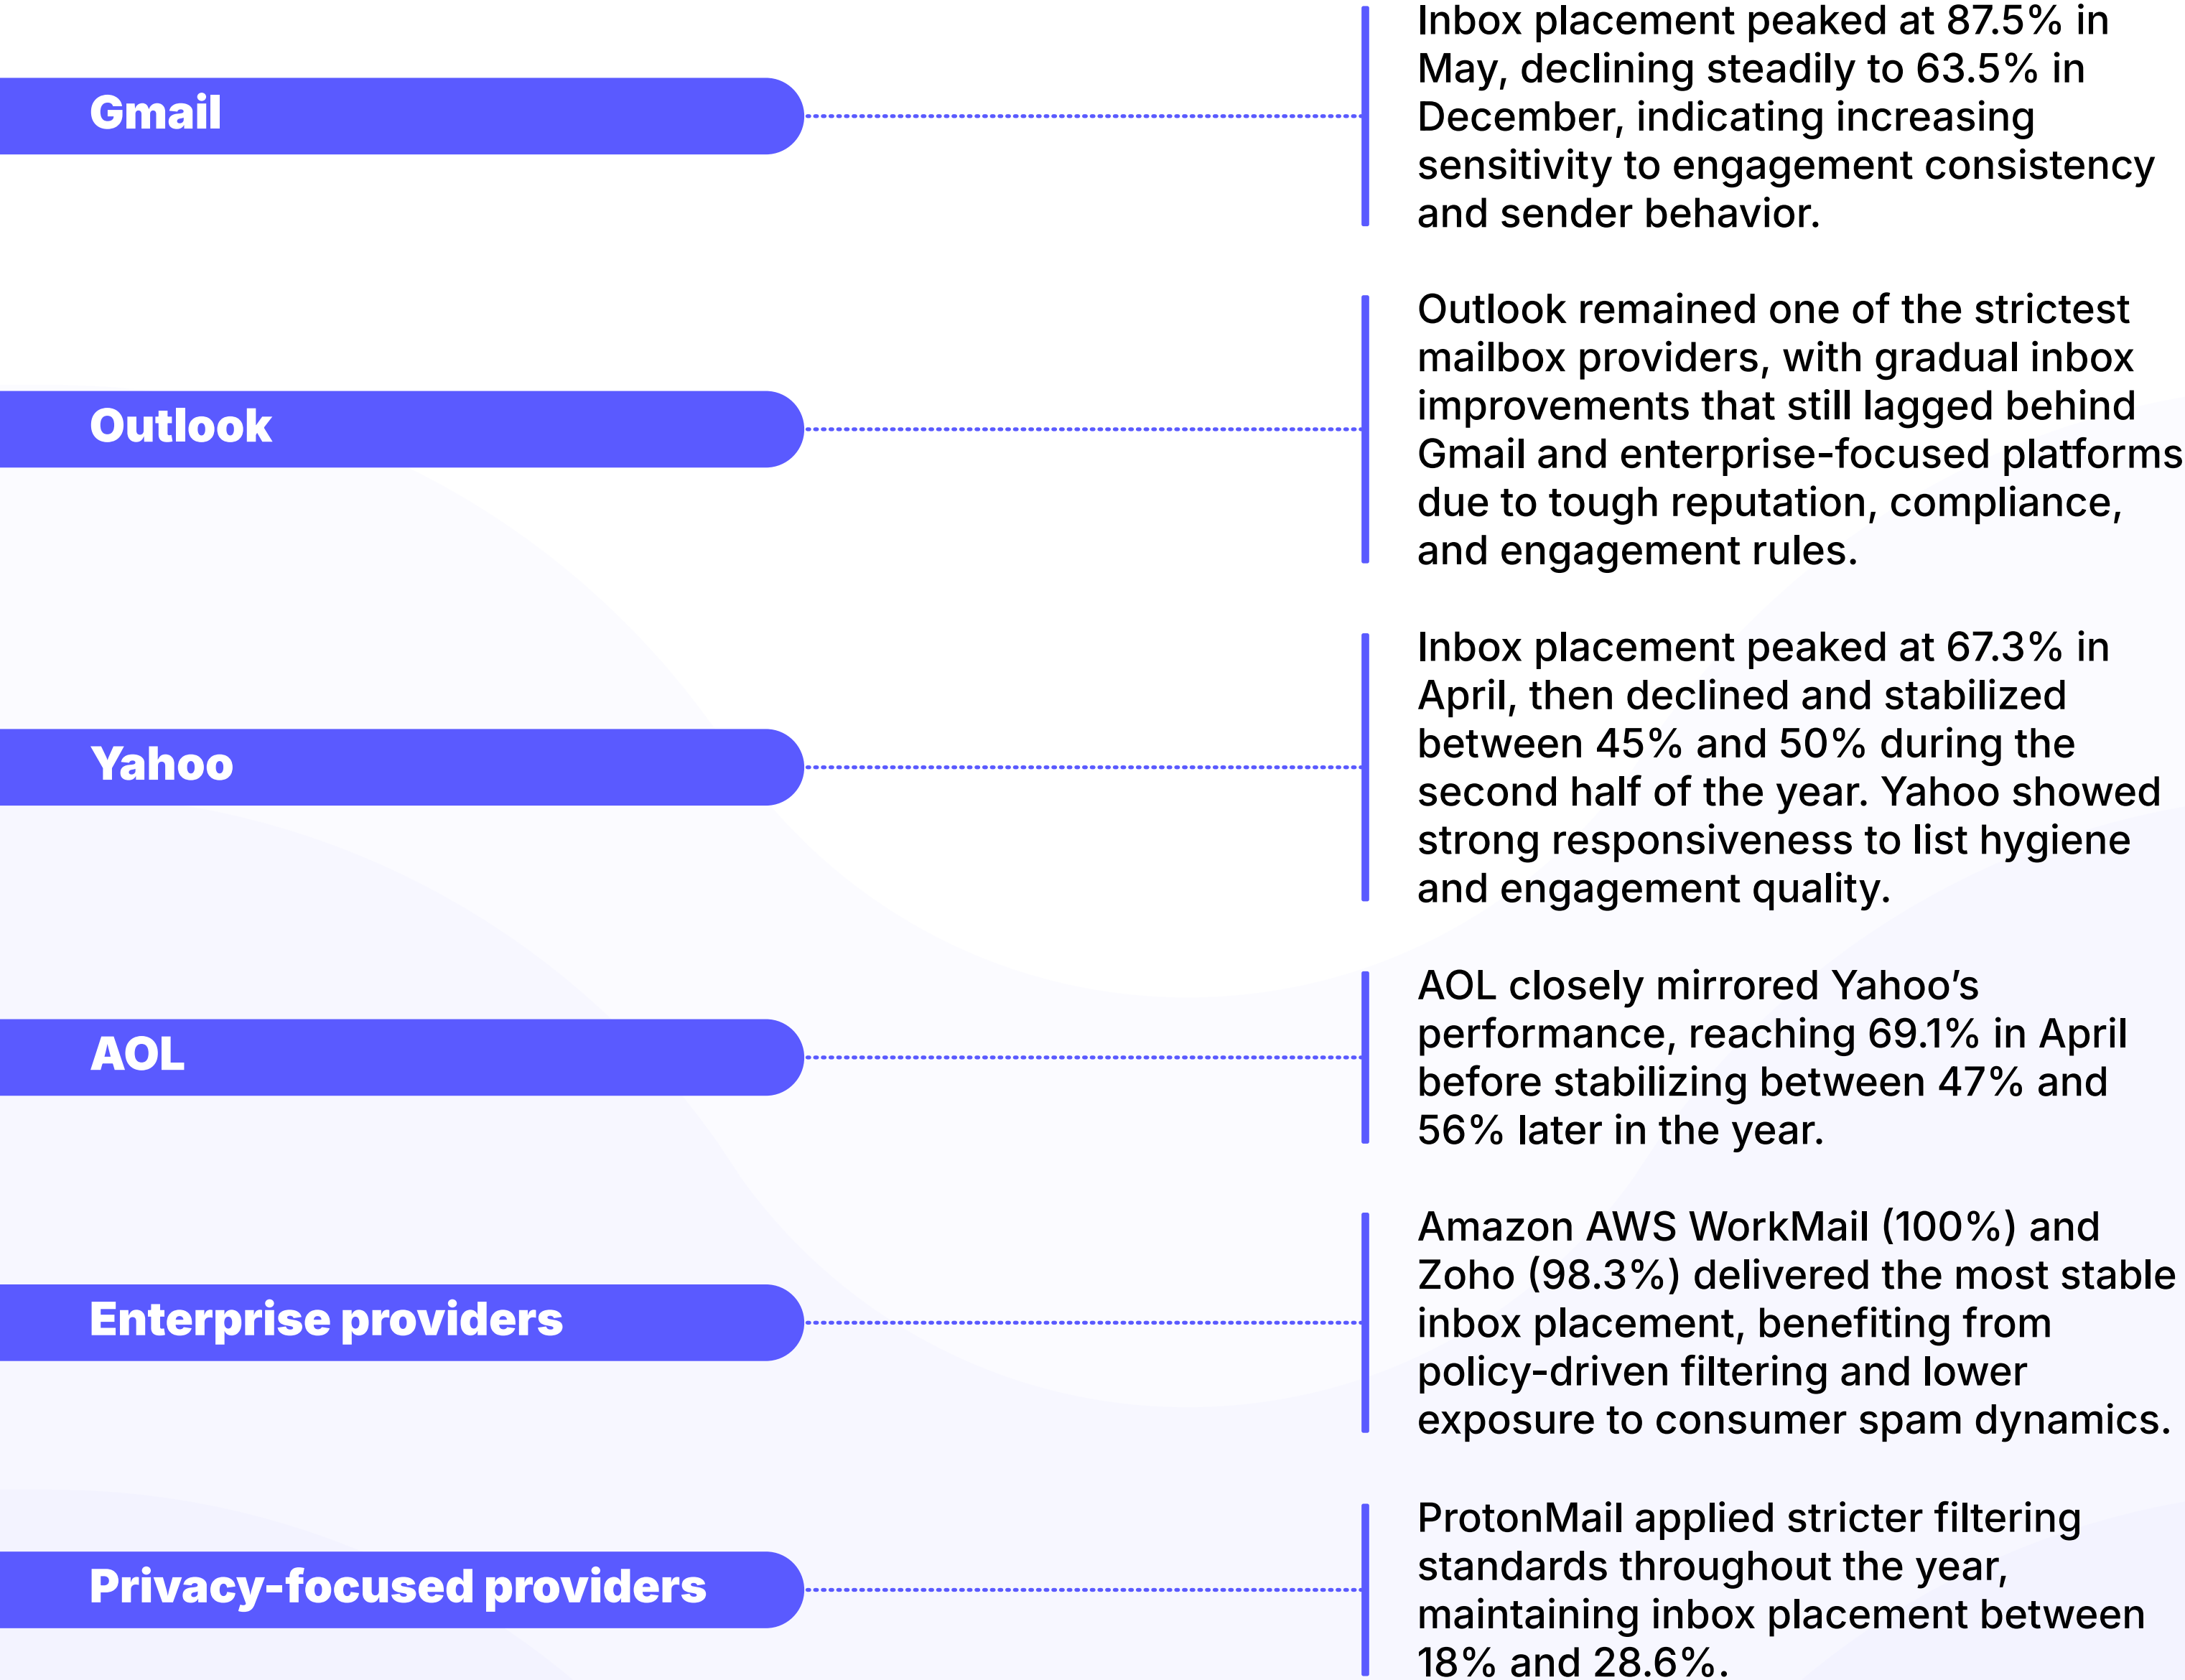 Gmail
Inbox placement peaked at 87.5% in
May, declining steadily to 63.5% in
December, indicating increasing
sensitivity to engagement consistency
and sender behavior.
Outlook
Outlook remained one of the strictest
mailbox providers, with gradual inbox
improvements that still lagged behind
Gmail and enterprise-focused platforms
due to tough reputation, compliance,
and engagement rules.
Yahoo
Inbox placement peaked at 67.3% in
April, then declined and stabilized
between 45% and 50% during the
second half of the year. Yahoo showed
strong responsiveness to list hygiene
and engagement quality.
AOL
AOL closely mirrored Yahoo’s
performance, reaching 69.1% in April
before stabilizing between 47% and
56% later in the year.
Enterprise providers
Amazon AWS WorkMail (100%) and
Zoho (98.3%) delivered the most stable
inbox placement, benefiting from
policy-driven filtering and lower
exposure to consumer spam dynamics.
Privacy-focused providers
ProtonMail applied stricter filtering
standards throughout the year,
maintaining inbox placement between
18% and 28.6%.